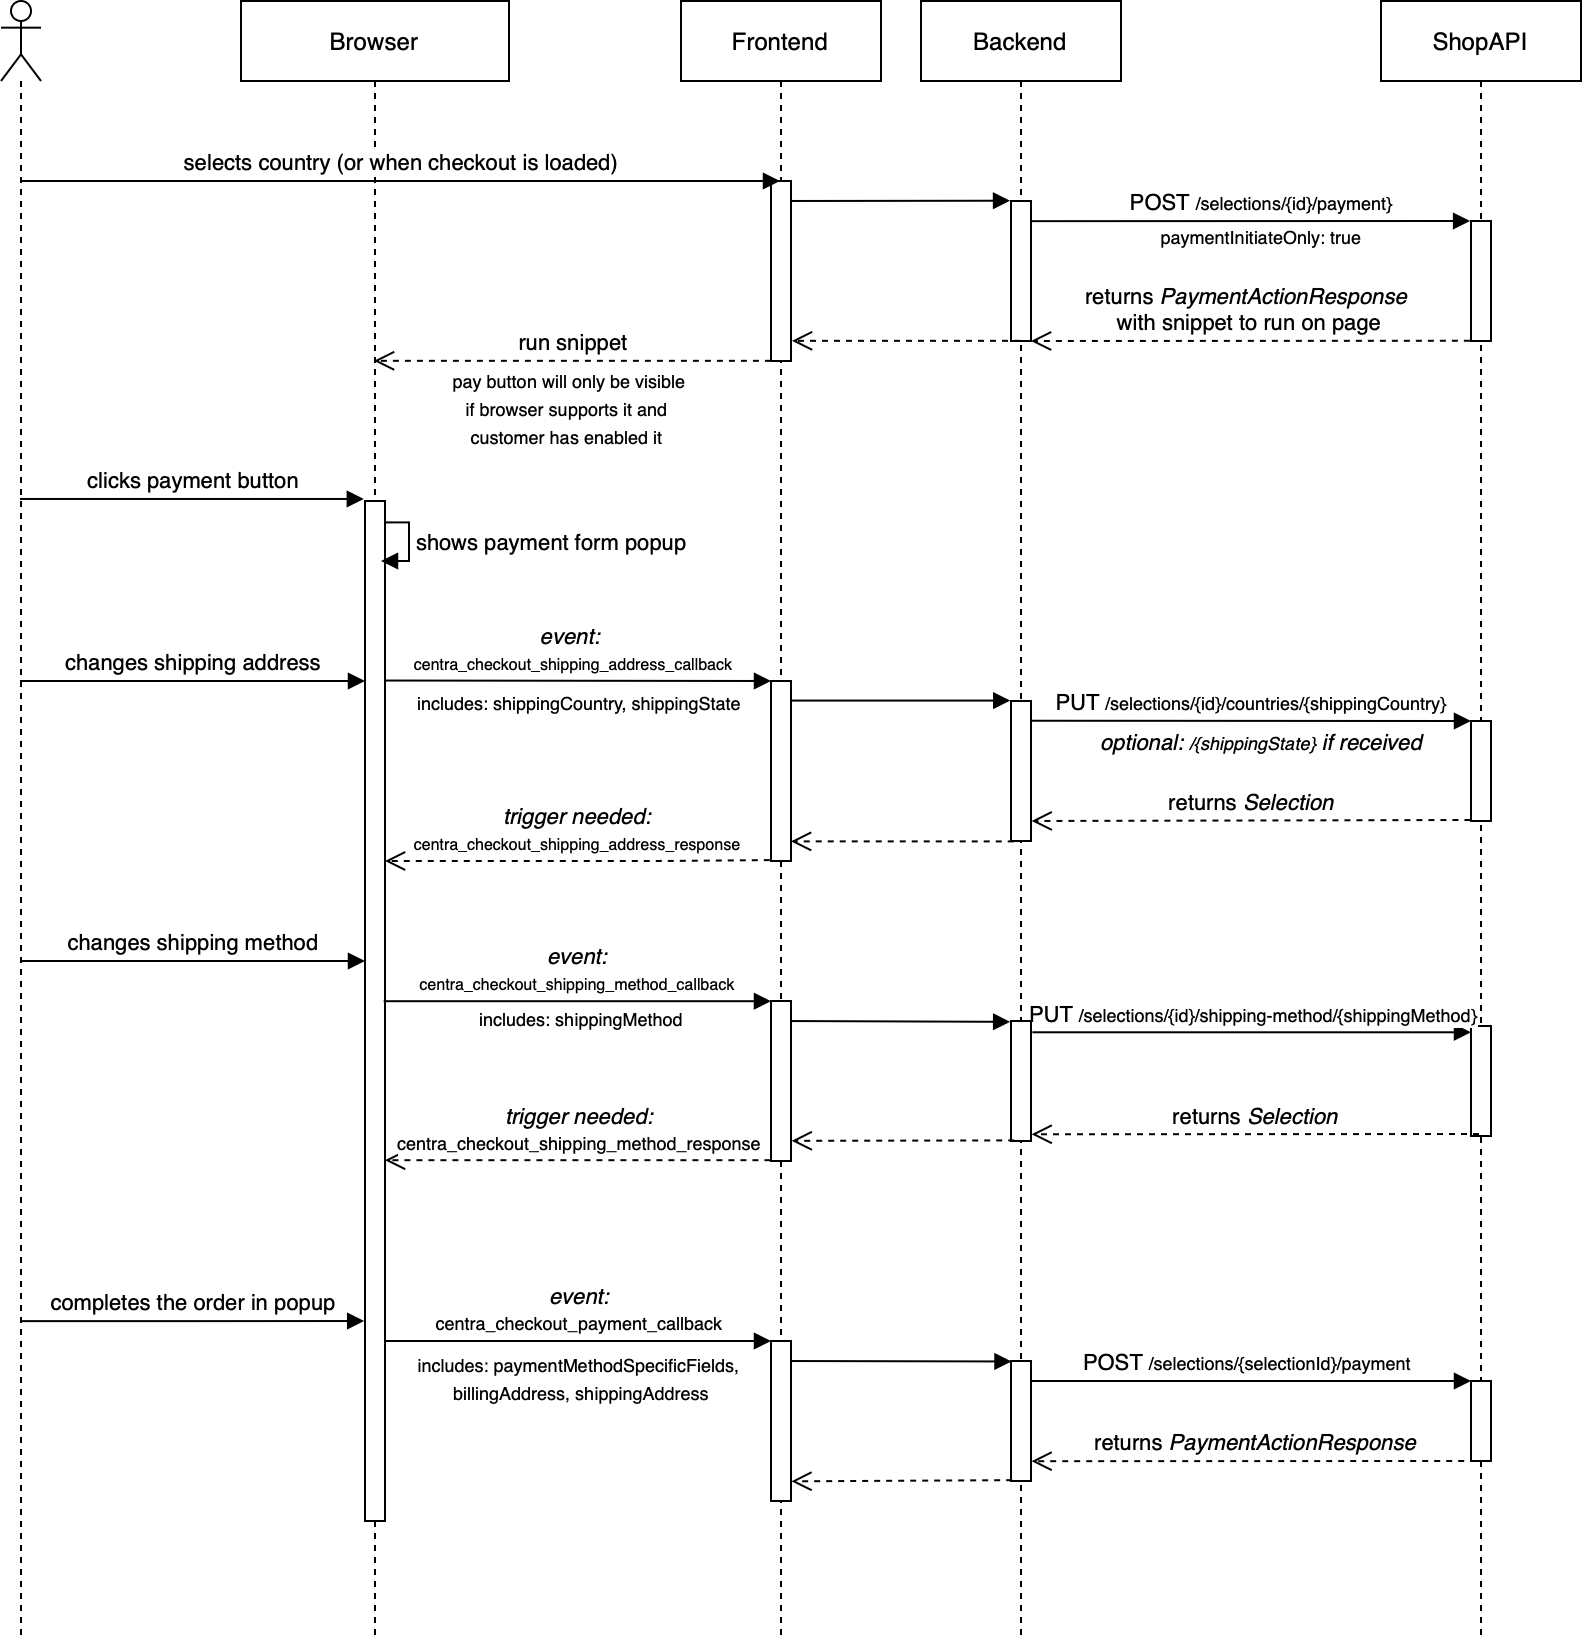 Browser
Frontend
Backend
ShopAPI
selects country (or when checkout is loaded)
POST /selections/{id}/payment}
paymentInitiateOnly: true
returns PaymentActionResponse
with snippet to run on page
run snippet
pay button will only be visible
if browser supports it and
customer has enabled it
clicks payment button
shows payment form popup
event:
changes shipping address
centra_checkout_shipping_address_callback
includes: shippingCountry, shippingState
PUT /selections/{id}/countries/{shippingCountry}
optional: /{shippingState} if received
returns Selection
trigger needed:
centra_checkout_shipping_address_response
changes shipping method
event:
centra_checkout_shipping_method_callback
includes: shippingMethod
PUT /selections/{id}/shipping-method/{shippingMethod}
trigger needed:
returns Selection
centra_checkout_shipping_method_response
completes the order in popup
event:
centra_checkout_payment_callback
includes: paymentMethodSpecificFields,
billingAddress, shippingAddress
POST /selections/{selectionId}/payment
returns PaymentActionResponse